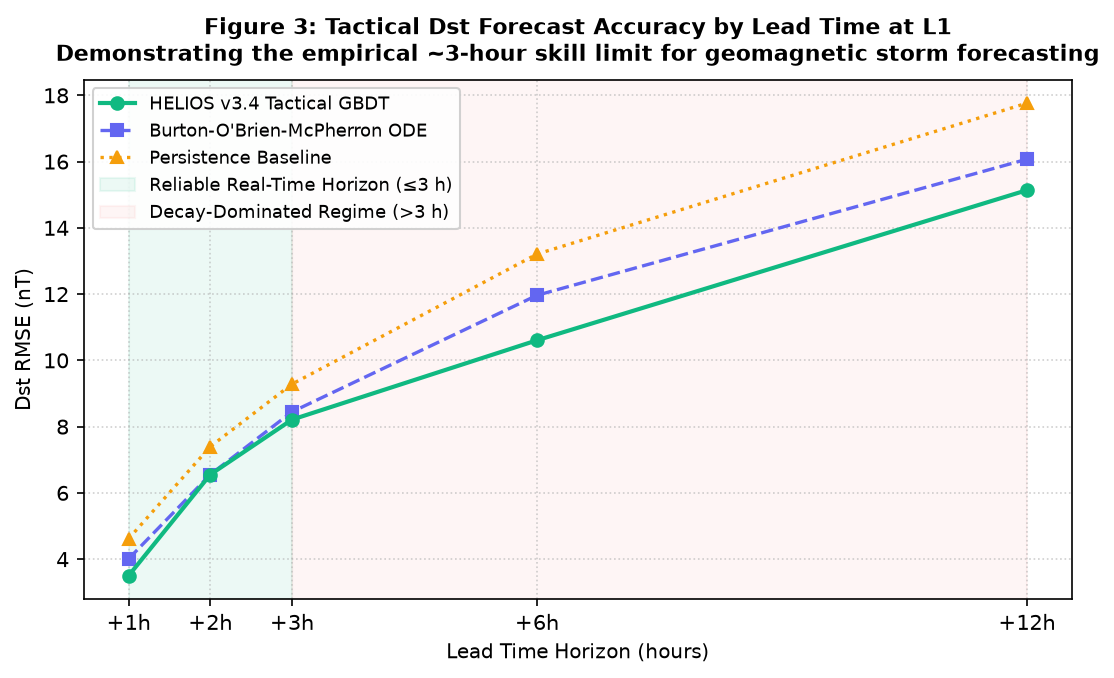 Figure 3: Tactical Dst Forecast Accuracy by Lead Time at L1
Demonstrating the empirical ~3-hour skill limit for geomagnetic storm forecasting
HELIOS v3.4 Tactical GBDT
Burton-O'Brien-McPherron ODE
Persistence Baseline
Reliable Real-Time Horizon (≤3 h)
Decay-Dominated Regime (>3 h)
Dst RMSE (nT)
18
16
14
12
10
8
6
4
+1h
+2h
+3h
+6h
+12h
Lead Time Horizon (hours)